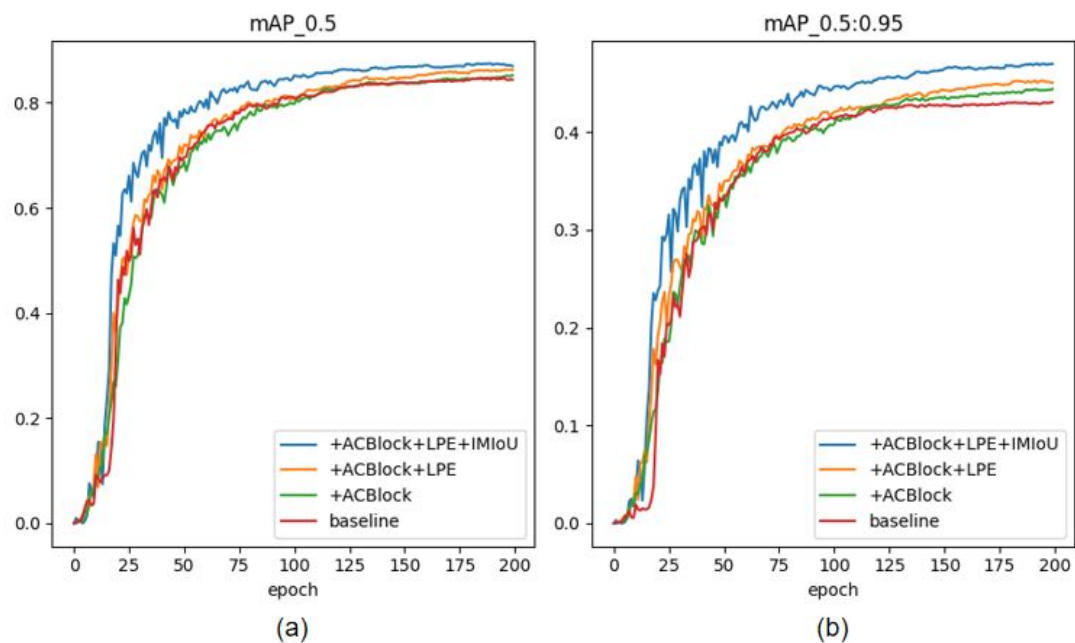 mAP_0.5
0.8
0.6
0.4
0.2
0.0
+ACBlock+LPE+IMIoU
+ACBlock+LPE
+ACBlock
baseline
0 25 50 75 100 125 150 175 200
epoch
(a)
mAP_0.5:0.95
0.4
0.3
0.2
0.1
0.0
+ACBlock+LPE+IMIoU
+ACBlock+LPE
+ACBlock
baseline
0 25 50 75 100 125 150 175 200
epoch
(b)